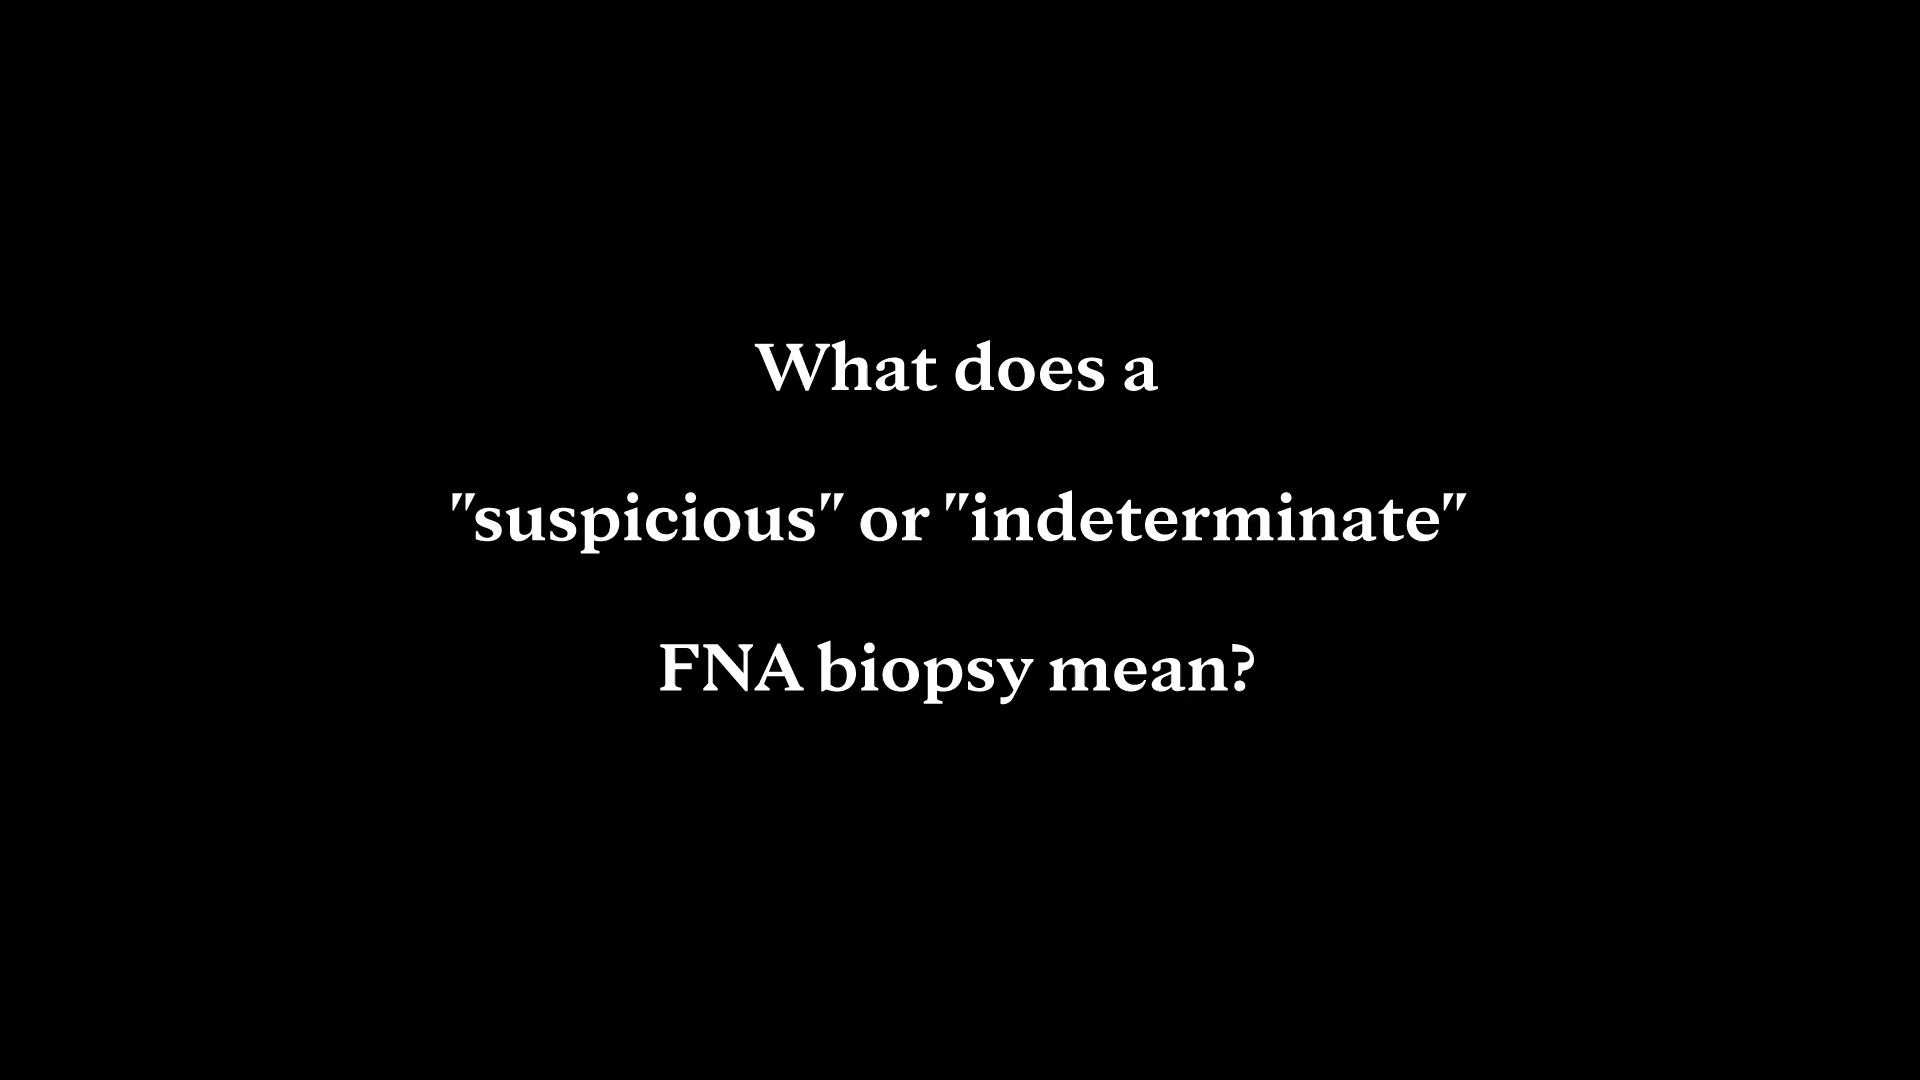 What does a
"suspicious" or "indeterminate"
FNA biopsy mean?